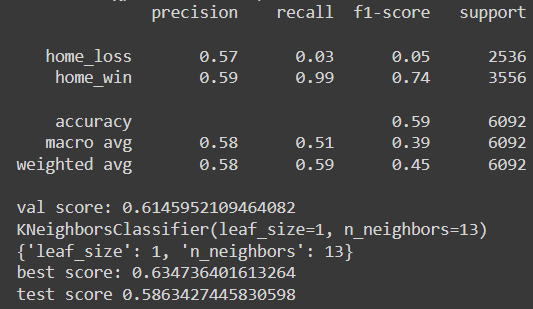 precision recall f1-score support
home_loss 0.57 0.03 0.05 2536
home_win 0.59 0.99 0.74 3556
accuracy 0.59 6092
macro avg 0.58 0.51 0.39 6092
weighted avg 0.58 0.59 0.45 6092
val score: 0.6145952109464082
KNeighborsClassifier(leaf_size=1, n_neighbors=13)
{'leaf_size': 1, 'n_neighbors': 13}
best score: 0.634736401613264
test score 0.5863427445830598